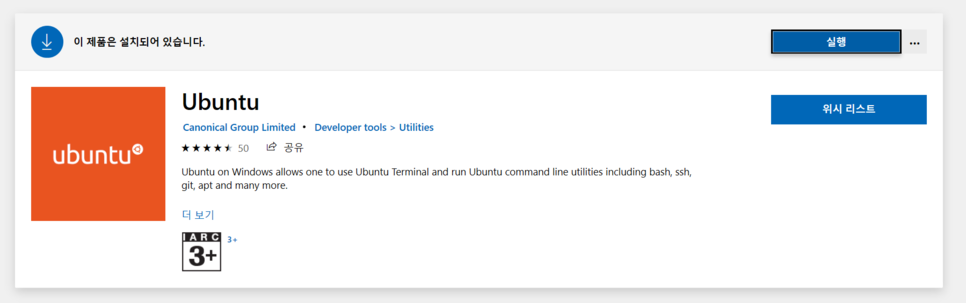 이 제품은 설치되어 있습니다.
실행
...
ubuntu
Ubuntu
위시 리스트
Canonical Group Limited • Developer tools > Utilities
50 공유
Ubuntu on Windows allows one to use Ubuntu Terminal and run Ubuntu command line utilities including bash, ssh,
git, apt and many more.
더 보기
IARC
3+
3+